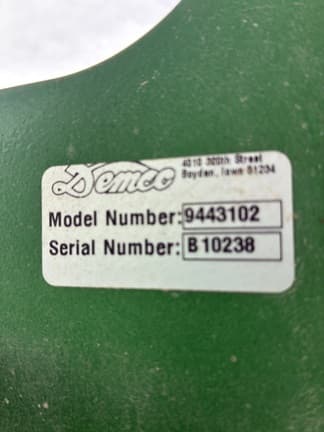 Demco
4010 320th Street
Boyden, Iowa 51234
Model Number: 9443102
Serial Number: B10238